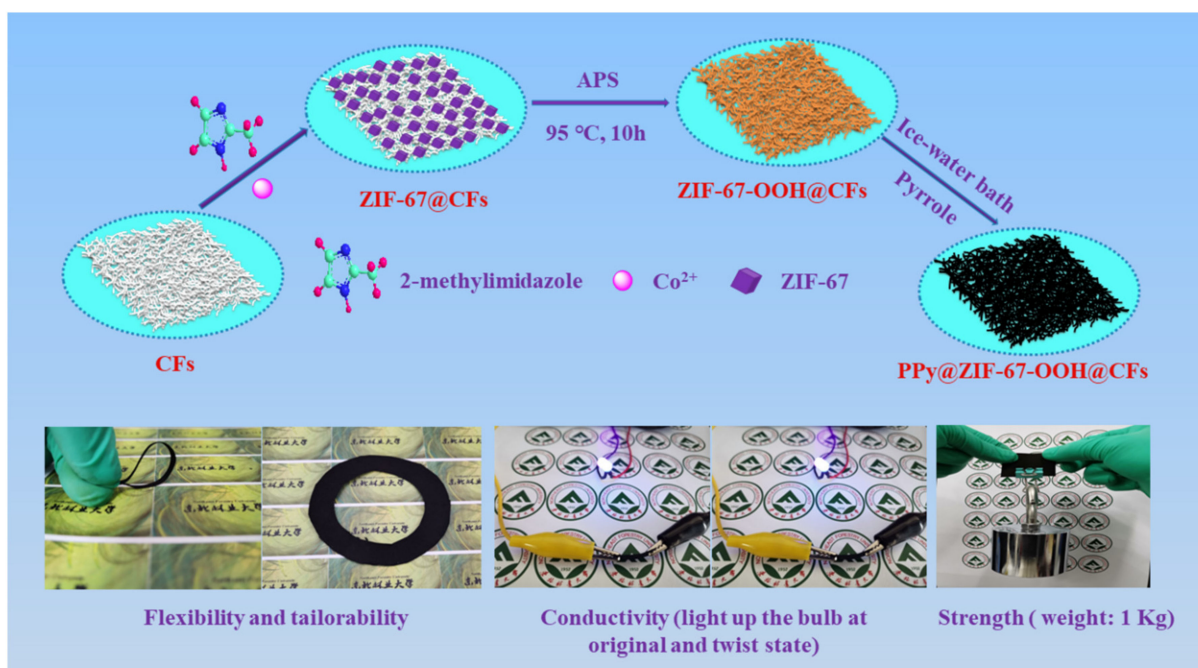 APS
95 °C, 10h
Ice-water bath
Pyrrole
ZIF-67@CFs
ZIF-67-OOH@CFs
2-methylimidazole
Co²⁺
ZIF-67
CFs
PPy@ZIF-67-OOH@CFs
Flexibility and tailorability
Conductivity (light up the bulb at
original and twist state)
Strength ( weight: 1 Kg)